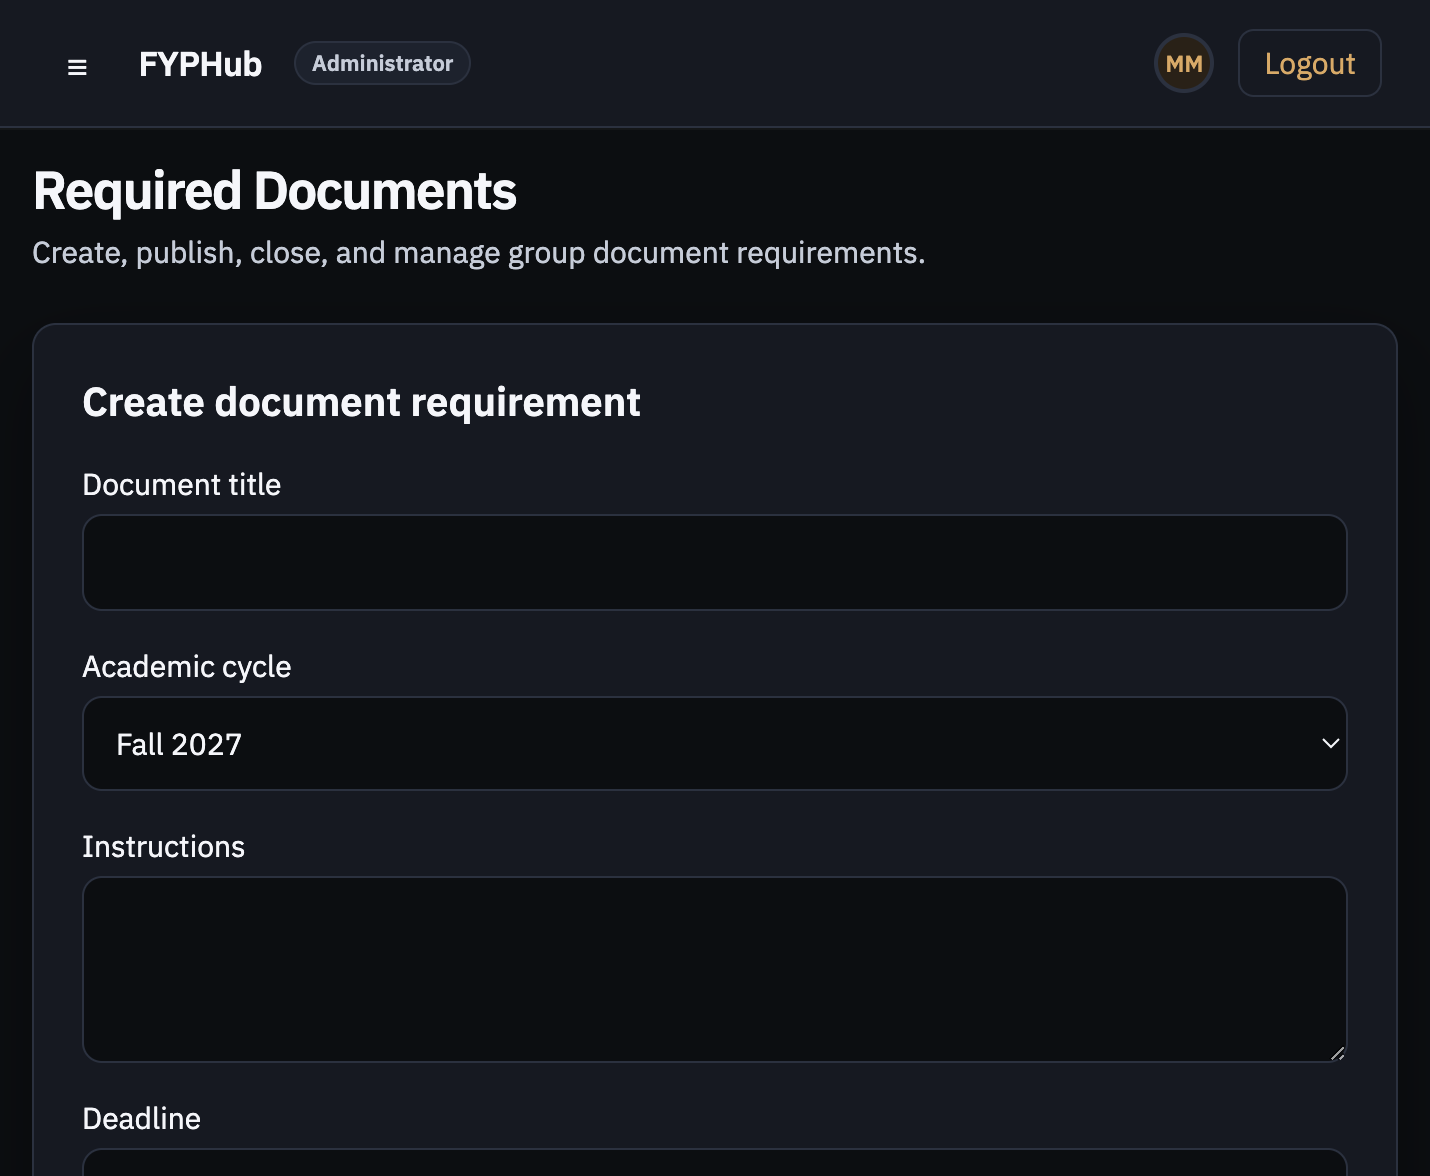 FYPHub
Administrator
MM
Logout
Required Documents
Create, publish, close, and manage group document requirements.
Create document requirement
Document title
Academic cycle
Fall 2027
Instructions
Deadline